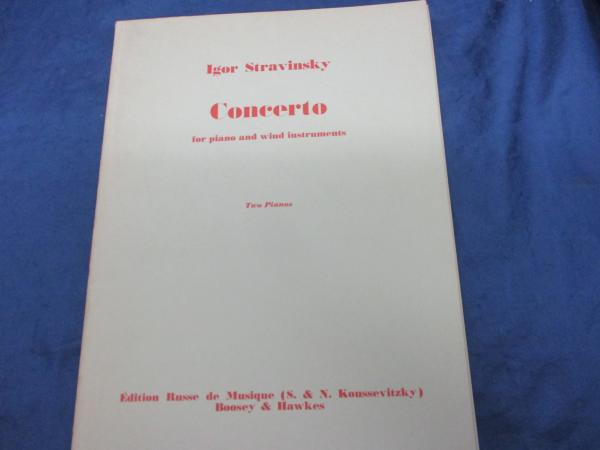 Igor Stravinsky
Concerto
for piano and wind instruments
Two Pianos
Édition Russe de Musique (S. & N. Koussevitzky)
Boosey & Hawkes